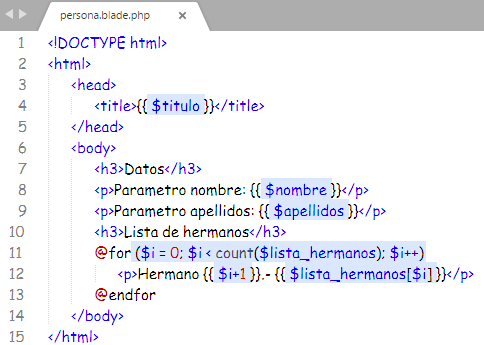 persona.blade.php ×
1 <!DOCTYPE html>
2 <html>
3 <head>
4 <title>{{ $titulo }}</title>
5 </head>
6 <body>
7 <h3>Datos</h3>
8 <p>Parametro nombre: {{ $nombre }}</p>
9 <p>Parametro apellidos: {{ $apellidos }}</p>
10 <h3>Lista de hermanos</h3>
11 @for ($i = 0; $i < count($lista_hermanos); $i++)
12 <p>Hermano {{ $i+1 }}.- {{ $lista_hermanos[$i] }}</p>
13 @endfor
14 </body>
15 </html>